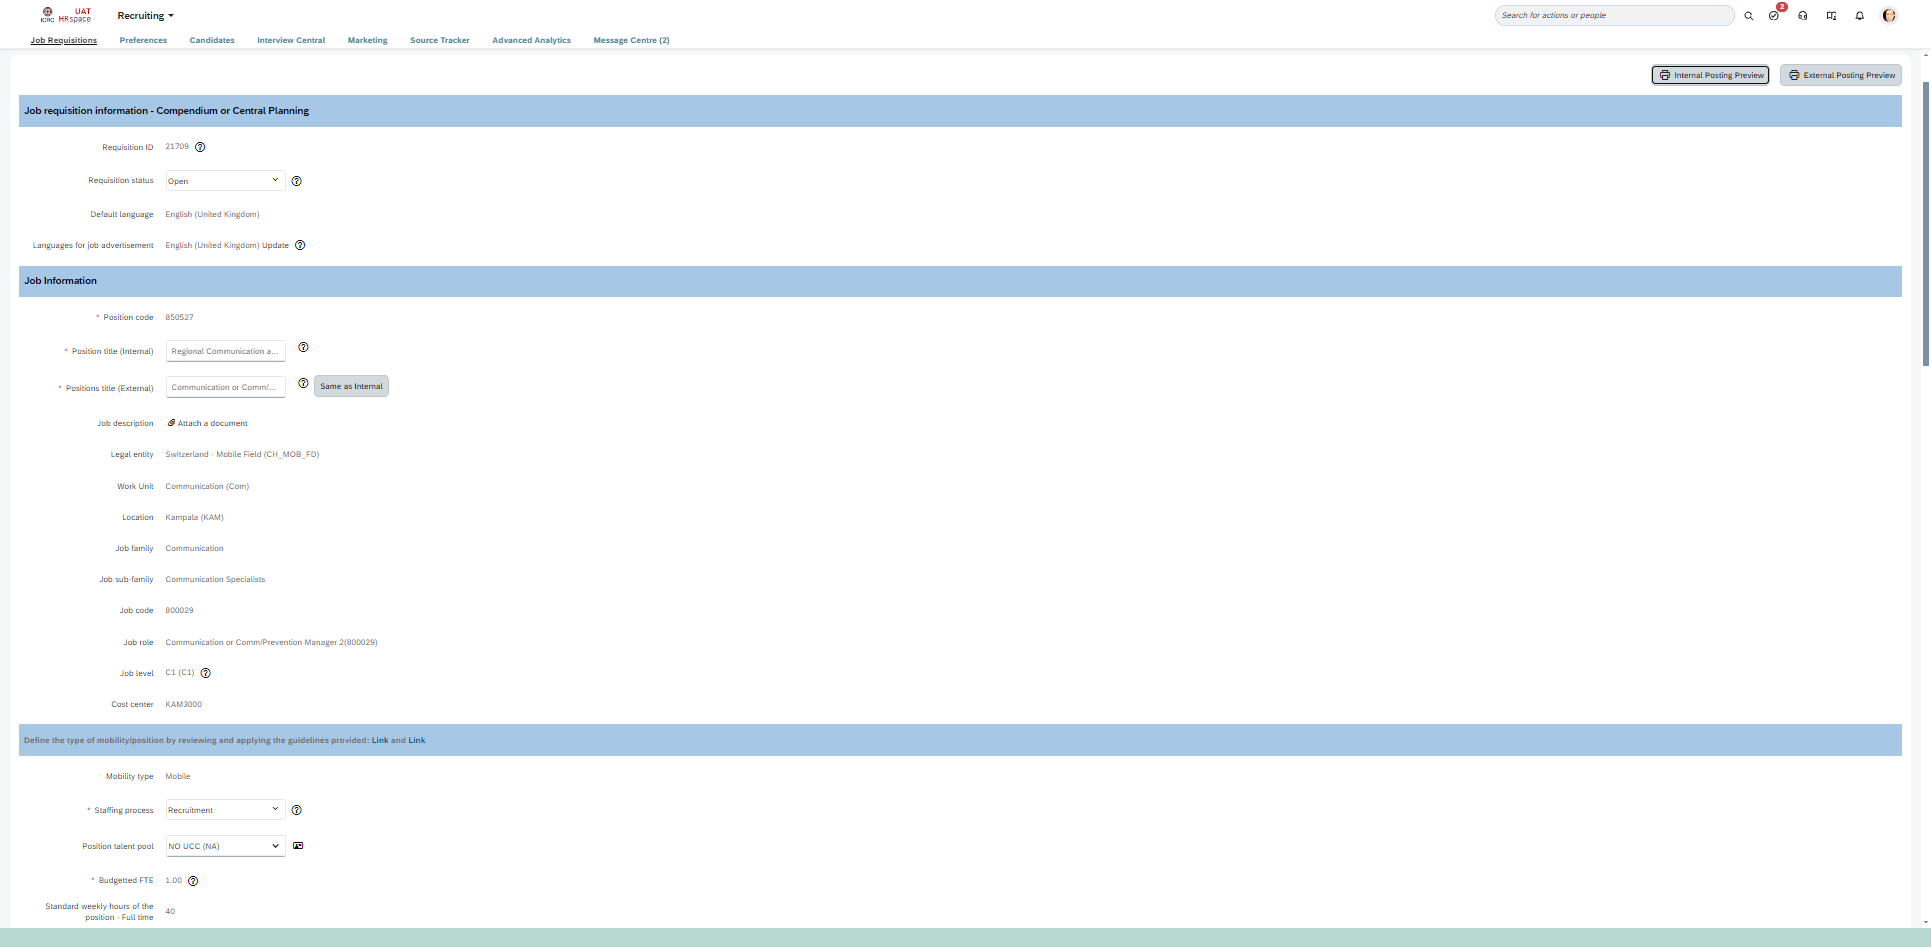 ICRC UAT HRspace Recruiting Search for actions or people 2
Job Requisitions Preferences Candidates Interview Central Marketing Source Tracker Advanced Analytics Message Centre (2)
Internal Posting Preview External Posting Preview
Job requisition information - Compendium or Central Planning
Requisition ID 21709
Requisition status Open
Default language English (United Kingdom)
Languages for job advertisement English (United Kingdom) Update
Job Information
* Position code 850527
* Position title (Internal) Regional Communication a...
* Positions title (External) Communication or Comm/... Same as Internal
Job description Attach a document
Legal entity Switzerland - Mobile Field (CH_MOB_FD)
Work Unit Communication (Com)
Location Kampala (KAM)
Job family Communication
Job sub-family Communication Specialists
Job code 800029
Job role Communication or Comm/Prevention Manager 2(800029)
Job level C1 (C1)
Cost center KAM3000
Define the type of mobility/position by reviewing and applying the guidelines provided: Link and Link
Mobility type Mobile
* Staffing process Recruitment
Position talent pool NO UCC (NA)
* Budgetted FTE 1.00
Standard weekly hours of the
position - Full time 40